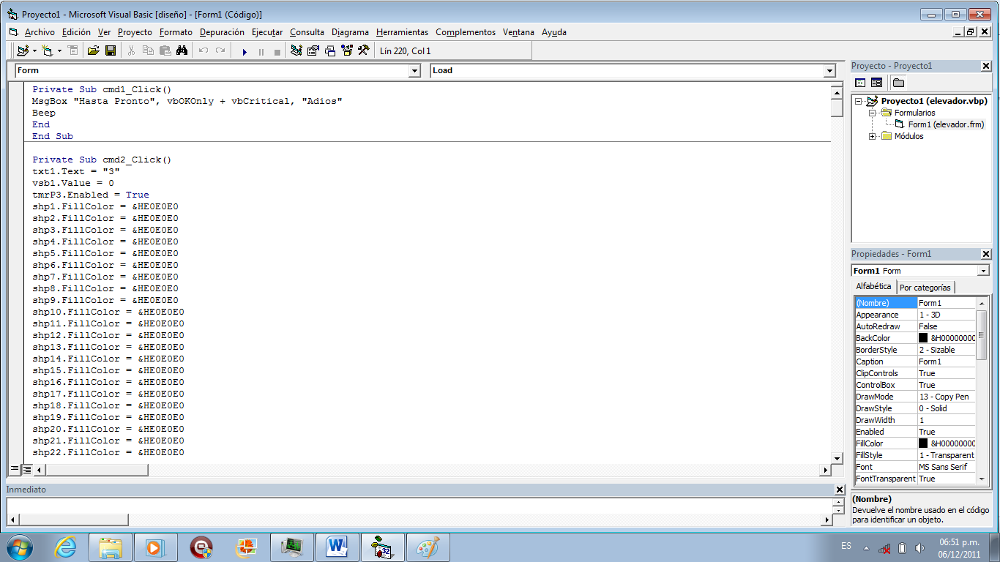 Proyecto1 - Microsoft Visual Basic [diseño] - [Form1 (Código)]
Archivo Edición Ver Proyecto Formato Depuración Ejecutar Consulta Diagrama Herramientas Complementos Ventana Ayuda
Lín 220, Col 1
Form
Load
Private Sub cmd1_Click()
MsgBox "Hasta Pronto", vbOKOnly + vbCritical, "Adios"
Beep
End
End Sub
Private Sub cmd2_Click()
txt1.Text = "3"
vsb1.Value = 0
tmrP3.Enabled = True
shp1.FillColor = &HE0E0E0
shp2.FillColor = &HE0E0E0
shp3.FillColor = &HE0E0E0
shp4.FillColor = &HE0E0E0
shp5.FillColor = &HE0E0E0
shp6.FillColor = &HE0E0E0
shp7.FillColor = &HE0E0E0
shp8.FillColor = &HE0E0E0
shp9.FillColor = &HE0E0E0
shp10.FillColor = &HE0E0E0
shp11.FillColor = &HE0E0E0
shp12.FillColor = &HE0E0E0
shp13.FillColor = &HE0E0E0
shp14.FillColor = &HE0E0E0
shp15.FillColor = &HE0E0E0
shp16.FillColor = &HE0E0E0
shp17.FillColor = &HE0E0E0
shp18.FillColor = &HE0E0E0
shp19.FillColor = &HE0E0E0
shp20.FillColor = &HE0E0E0
shp21.FillColor = &HE0E0E0
shp22.FillColor = &HE0E0E0
Inmediato
Proyecto - Proyecto1
Proyecto1 (elevador.vbp)
Formularios
Form1 (elevador.frm)
Módulos
Propiedades - Form1
Form1 Form
Alfabética Por categorías
(Nombre) Form1
Appearance 1 - 3D
AutoRedraw False
BackColor &H00000000
BorderStyle 2 - Sizable
Caption Form1
ClipControls True
ControlBox True
DrawMode 13 - Copy Pen
DrawStyle 0 - Solid
DrawWidth 1
Enabled True
FillColor &H00000000
FillStyle 1 - Transparent
Font MS Sans Serif
FontTransparent True
(Nombre)
Devuelve el nombre usado en el código
para identificar un objeto.
32
ES
06:51 p.m.
06/12/2011